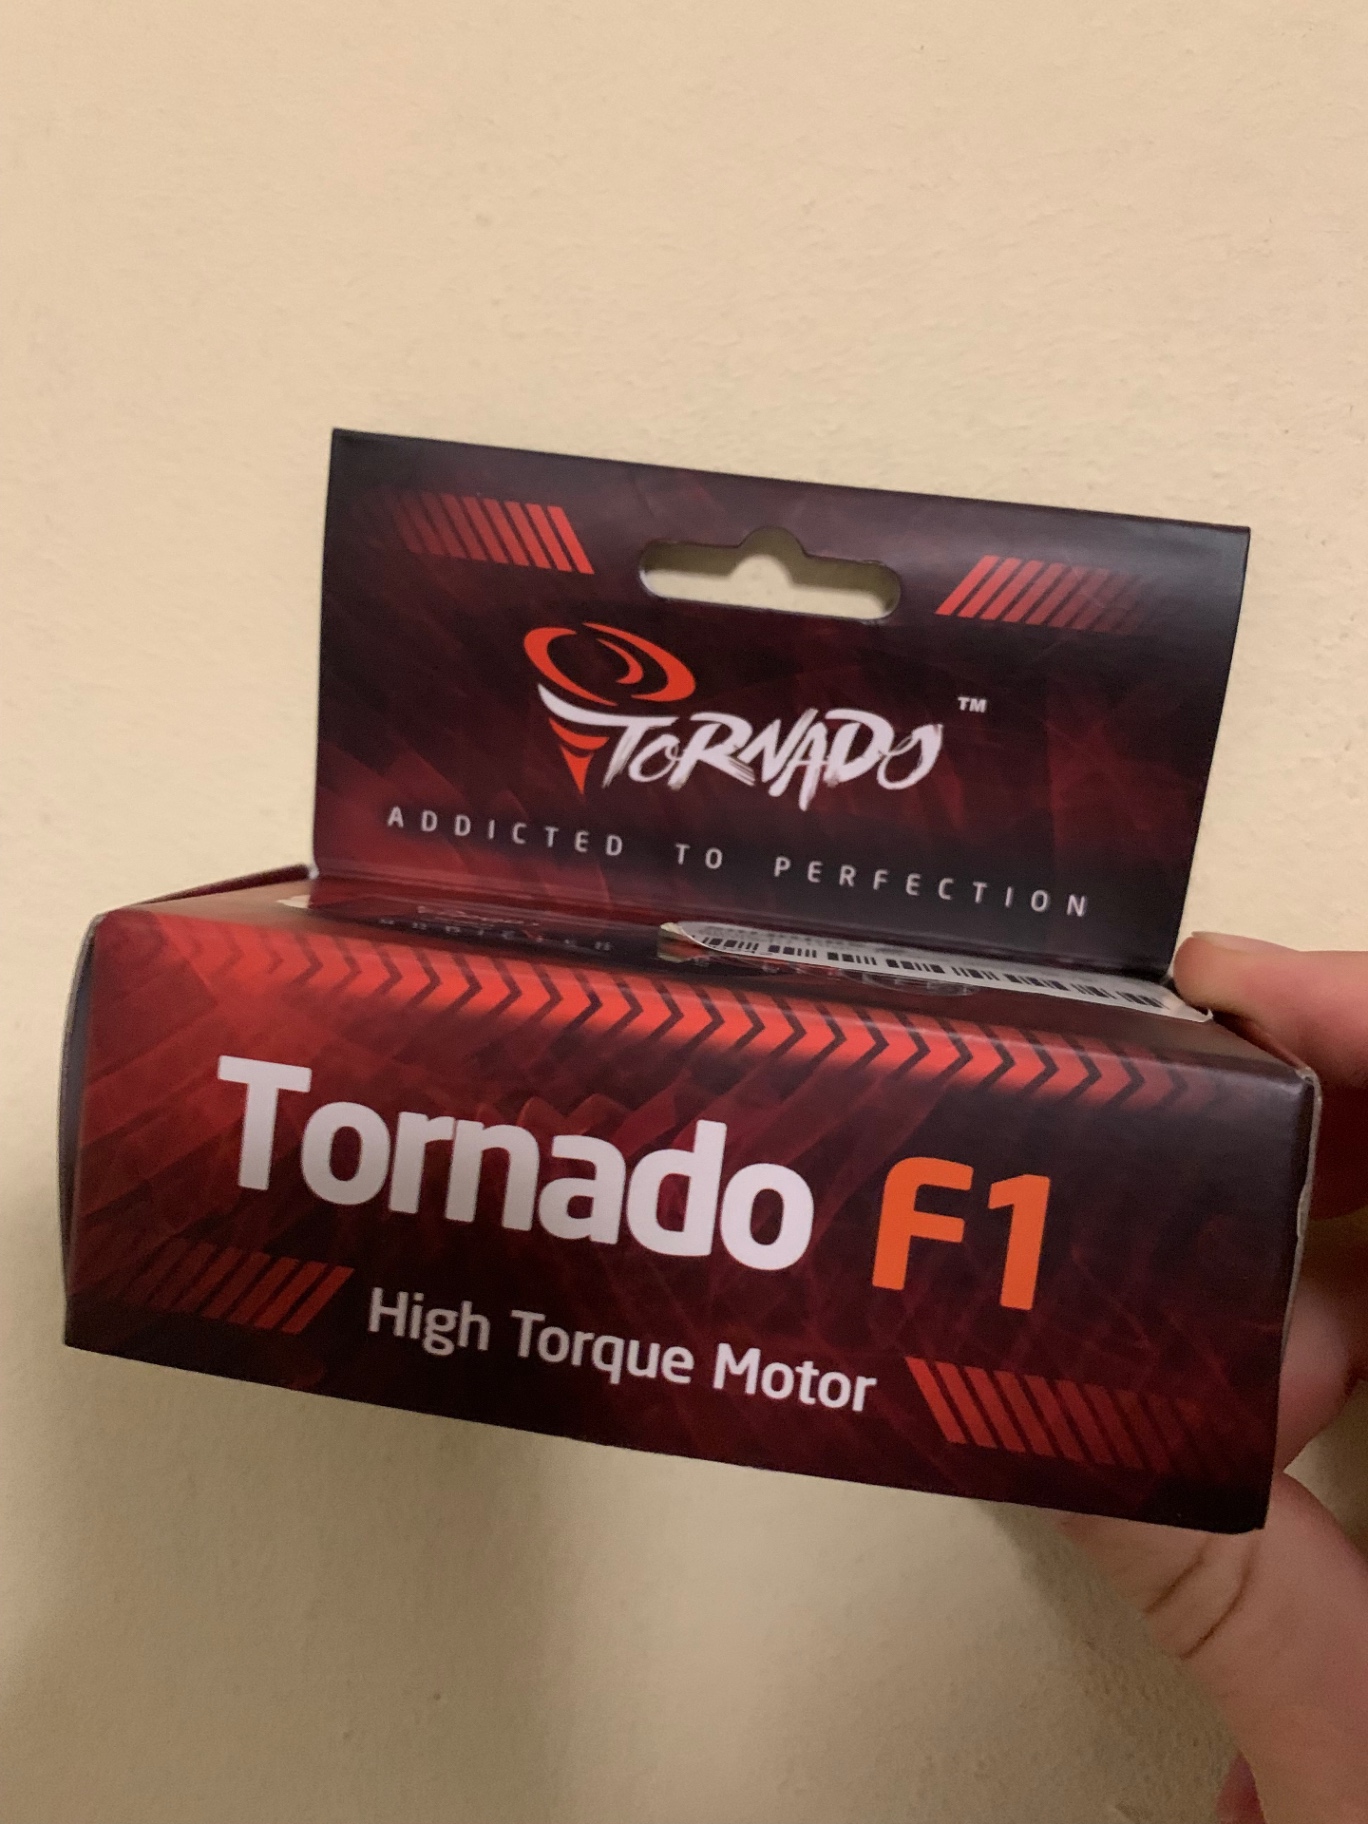 TORNADO™
ADDICTED TO PERFECTION
Tornado F1
High Torque Motor